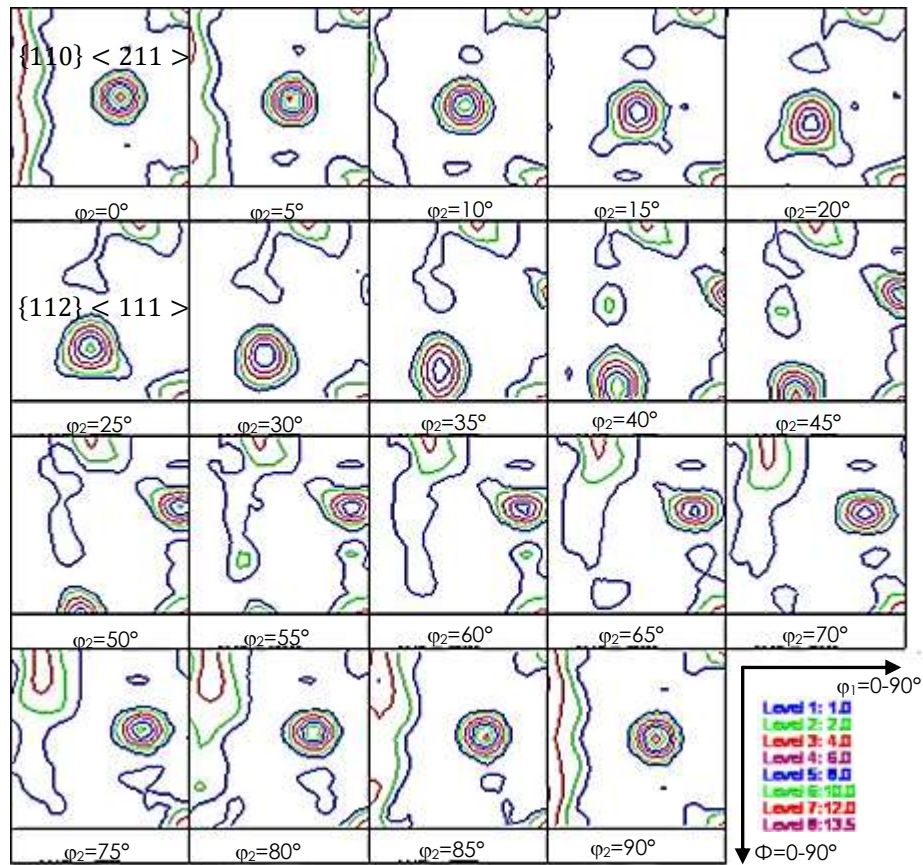 {110} < 211 >
φ₂=0°
φ₂=5°
φ₂=10°
φ₂=15°
φ₂=20°
{112} < 111 >
φ₂=25°
φ₂=30°
φ₂=35°
φ₂=40°
φ₂=45°
φ₂=50°
φ₂=55°
φ₂=60°
φ₂=65°
φ₂=70°
φ₁=0-90°
Level 1: 1.0
Level 2: 2.0
Level 3: 4.0
Level 4: 6.0
Level 5: 8.0
Level 6:10.0
Level 7:12.0
Level 8:13.5
φ₂=75°
φ₂=80°
φ₂=85°
φ₂=90°
Φ=0-90°